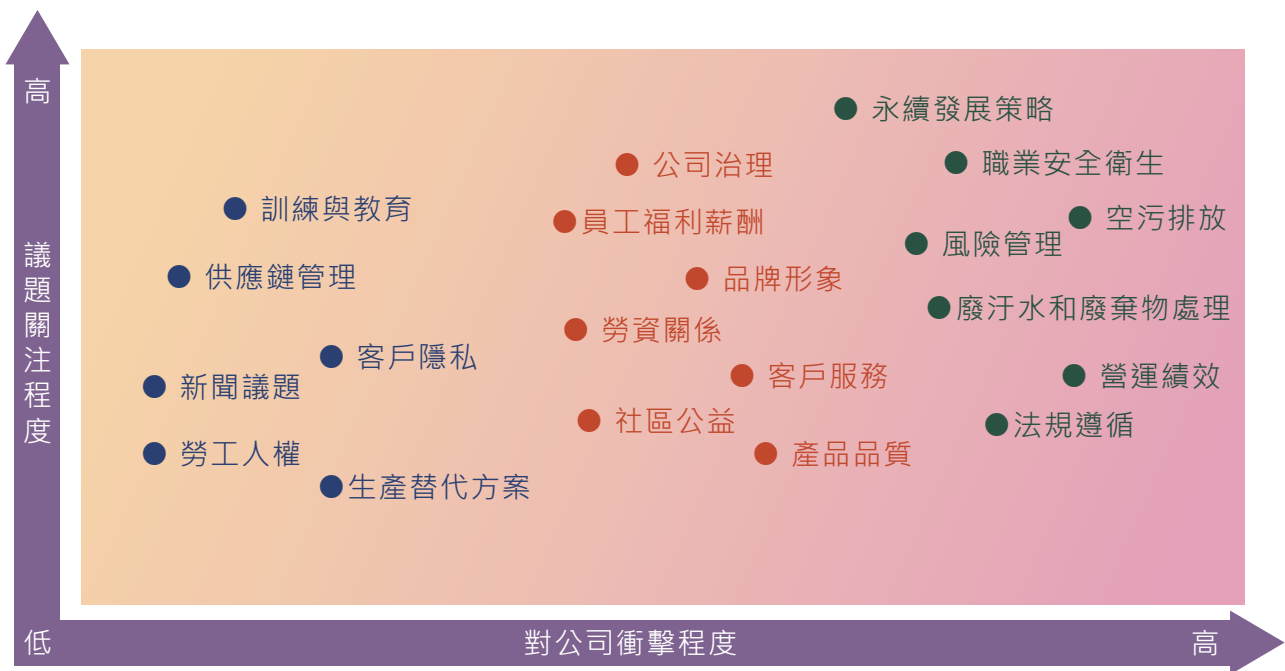 高
議題關注程度
低
永續發展策略
公司治理
職業安全衛生
訓練與教育
員工福利薪酬
空污排放
風險管理
供應鏈管理
品牌形象
廢汙水和廢棄物處理
勞資關係
客戶隱私
新聞議題
客戶服務
營運績效
社區公益
法規遵循
勞工人權
產品品質
生產替代方案
對公司衝擊程度
高